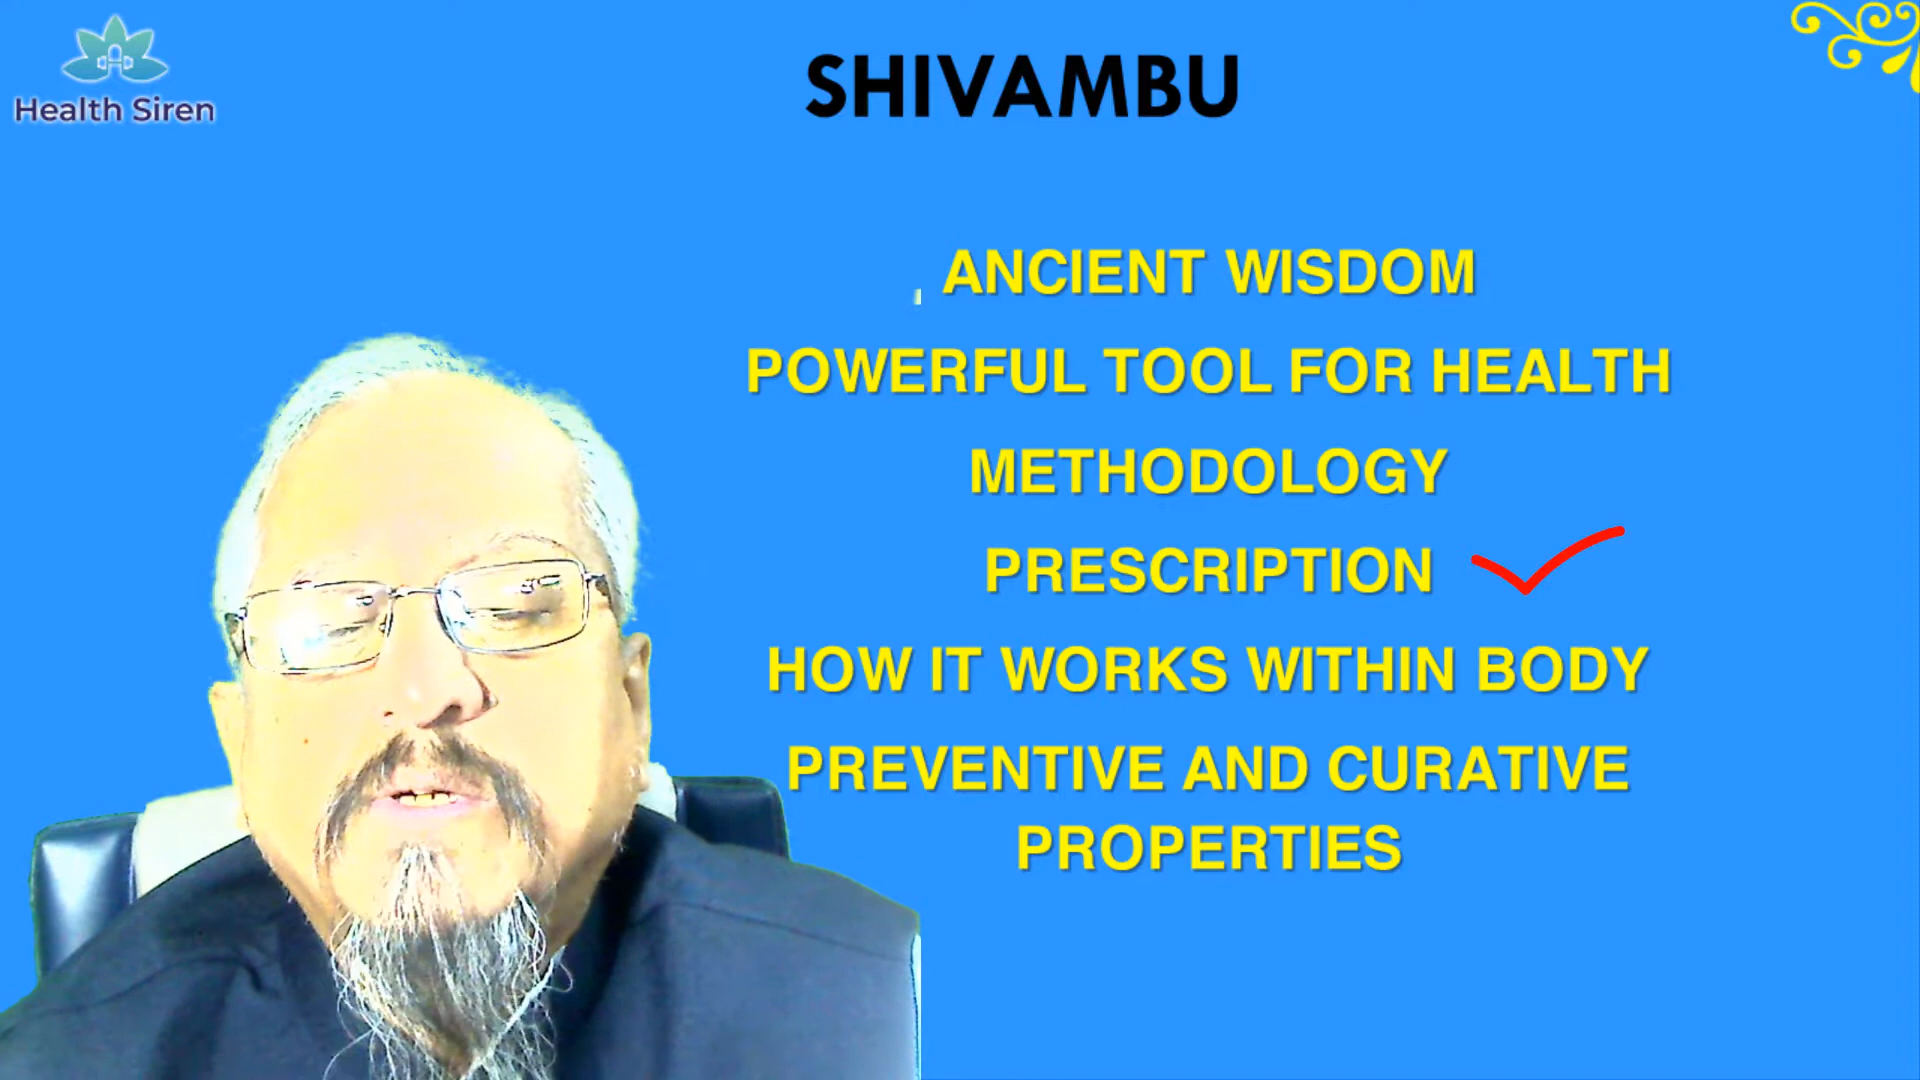 Health Siren
SHIVAMBU
ANCIENT WISDOM
POWERFUL TOOL FOR HEALTH
METHODOLOGY
PRESCRIPTION
HOW IT WORKS WITHIN BODY
PREVENTIVE AND CURATIVE
PROPERTIES